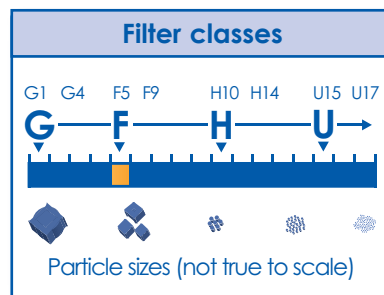 Filter classes
G1 G4 F5 F9 H10 H14 U15 U17
G F H U
Particle sizes (not true to scale)